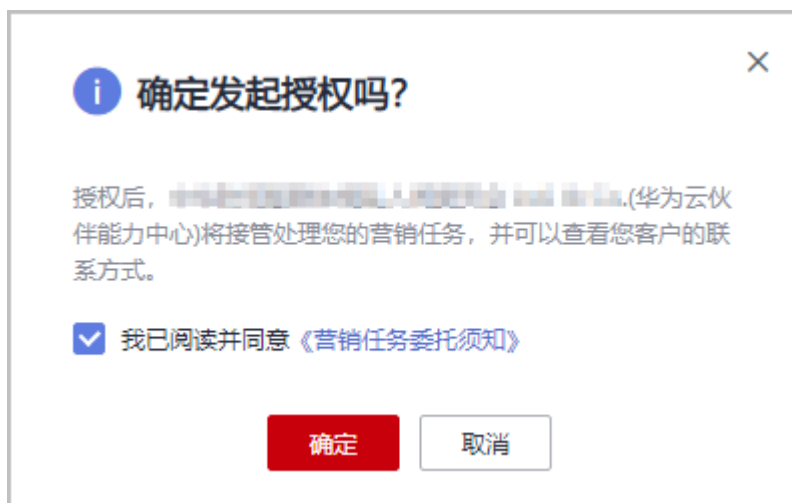 确定发起授权吗?
授权后，.(华为云伙
伴能力中心)将接管处理您的营销任务，并可以查看您客户的联
系方式。
我已阅读并同意《营销任务委托须知》
确定
取消